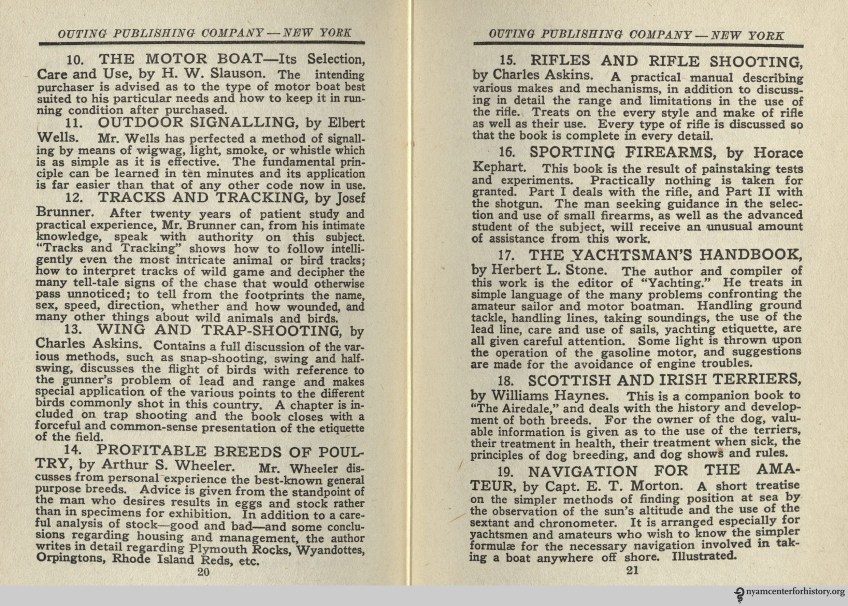 OUTING PUBLISHING COMPANY — NEW YORK
10. THE MOTOR BOAT—Its Selection,
Care and Use, by H. W. Slauson. The intending
purchaser is advised as to the type of motor boat best
suited to his particular needs and how to keep it in run-
ning condition after purchased.
11. OUTDOOR SIGNALLING, by Elbert
Wells. Mr. Wells has perfected a method of signall-
ing by means of wigwag, light, smoke, or whistle which
is as simple as it is effective. The fundamental prin-
ciple can be learned in ten minutes and its application
is far easier than that of any other code now in use.
12. TRACKS AND TRACKING, by Josef
Brunner. After twenty years of patient study and
practical experience, Mr. Brunner can, from his intimate
knowledge, speak with authority on this subject.
"Tracks and Tracking" shows how to follow intelli-
gently even the most intricate animal or bird tracks;
how to interpret tracks of wild game and decipher the
many tell-tale signs of the chase that would otherwise
pass unnoticed; to tell from the footprints the name,
sex, speed, direction, whether and how wounded, and
many other things about wild animals and birds.
13. WING AND TRAP-SHOOTING, by
Charles Askins. Contains a full discussion of the var-
ious methods, such as snap-shooting, swing and half-
swing, discusses the flight of birds with reference to
the gunner's problem of lead and range and makes
special application of the various points to the different
birds commonly shot in this country. A chapter is in-
cluded on trap shooting and the book closes with a
forceful and common-sense presentation of the etiquette
of the field.
14. PROFITABLE BREEDS OF POUL-
TRY, by Arthur S. Wheeler. Mr. Wheeler dis-
cusses from personal experience the best-known general
purpose breeds. Advice is given from the standpoint of
the man who desires results in eggs and stock rather
than in specimens for exhibition. In addition to a care-
ful analysis of stock—good and bad—and some conclu-
sions regarding housing and management, the author
writes in detail regarding Plymouth Rocks, Wyandottes,
Orpingtons, Rhode Island Reds, etc.
20
OUTING PUBLISHING COMPANY — NEW YORK
15. RIFLES AND RIFLE SHOOTING,
by Charles Askins. A practical manual describing
various makes and mechanisms, in addition to discuss-
ing in detail the range and limitations in the use of
the rifle. Treats on the every style and make of rifle
as well as their use. Every type of rifle is discussed so
that the book is complete in every detail.
16. SPORTING FIREARMS, by Horace
Kephart. This book is the result of painstaking tests
and experiments. Practically nothing is taken for
granted. Part I deals with the rifle, and Part II with
the shotgun. The man seeking guidance in the selec-
tion and use of small firearms, as well as the advanced
student of the subject, will receive an unusual amount
of assistance from this work.
17. THE YACHTSMAN'S HANDBOOK,
by Herbert L. Stone. The author and compiler of
this work is the editor of "Yachting." He treats in
simple language of the many problems confronting the
amateur sailor and motor boatman. Handling ground
tackle, handling lines, taking soundings, the use of the
lead line, care and use of sails, yachting etiquette, are
all given careful attention. Some light is thrown upon
the operation of the gasoline motor, and suggestions
are made for the avoidance of engine troubles.
18. SCOTTISH AND IRISH TERRIERS,
by Williams Haynes. This is a companion book to
"The Airedale," and deals with the history and develop-
ment of both breeds. For the owner of the dog, valu-
able information is given as to the use of the terriers,
their treatment in health, their treatment when sick, the
principles of dog breeding, and dog shows and rules.
19. NAVIGATION FOR THE AMA-
TEUR, by Capt. E. T. Morton. A short treatise
on the simpler methods of finding position at sea by
the observation of the sun's altitude and the use of the
sextant and chronometer. It is arranged especially for
yachtsmen and amateurs who wish to know the simpler
formulæ for the necessary navigation involved in tak-
ing a boat anywhere off shore. Illustrated.
21
nyamcenterforhistory.org